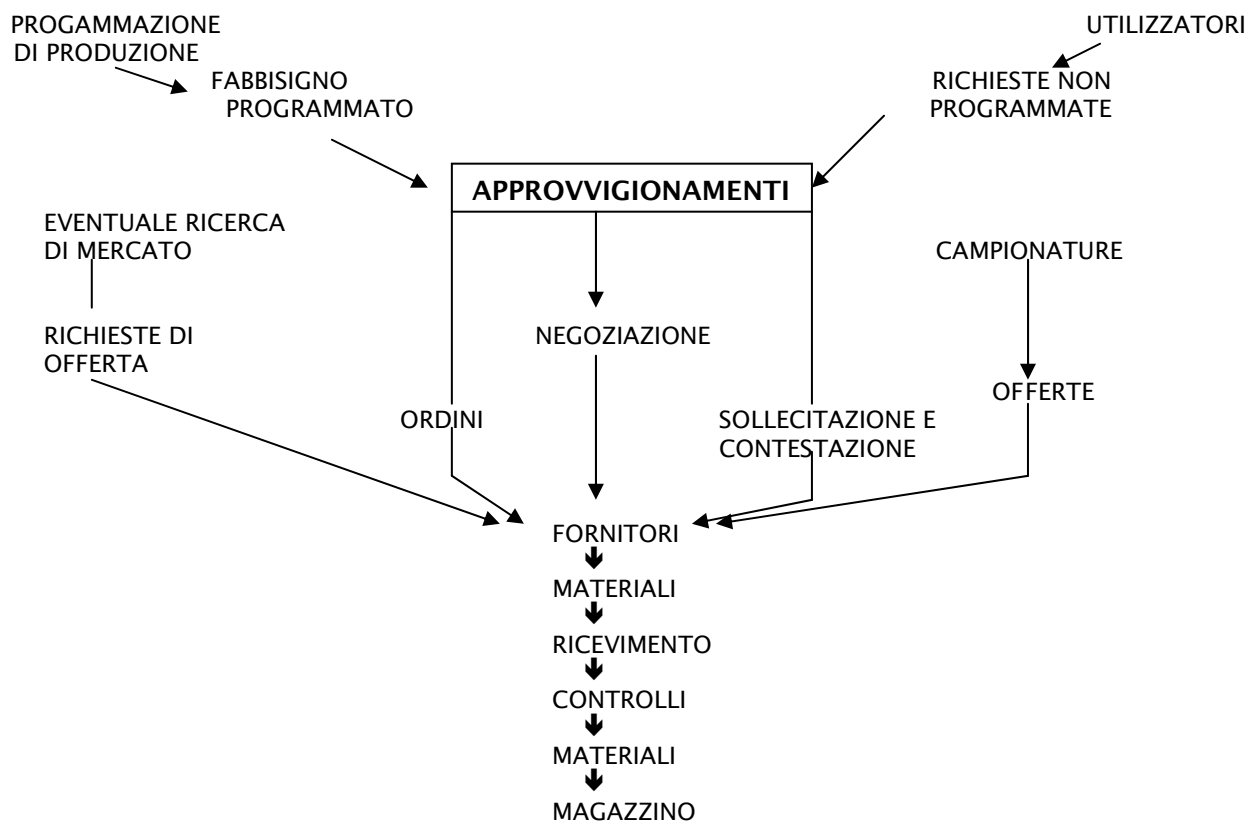 PROGAMMAZIONE
DI PRODUZIONE
UTILIZZATORI
FABBISIGNO
PROGRAMMATO
RICHIESTE NON
PROGRAMMATE
APPROVVIGIONAMENTI
EVENTUALE RICERCA
DI MERCATO
CAMPIONATURE
RICHIESTE DI
OFFERTA
NEGOZIAZIONE
OFFERTE
ORDINI
SOLLECITAZIONE E
CONTESTAZIONE
FORNITORI
MATERIALI
RICEVIMENTO
CONTROLLI
MATERIALI
MAGAZZINO